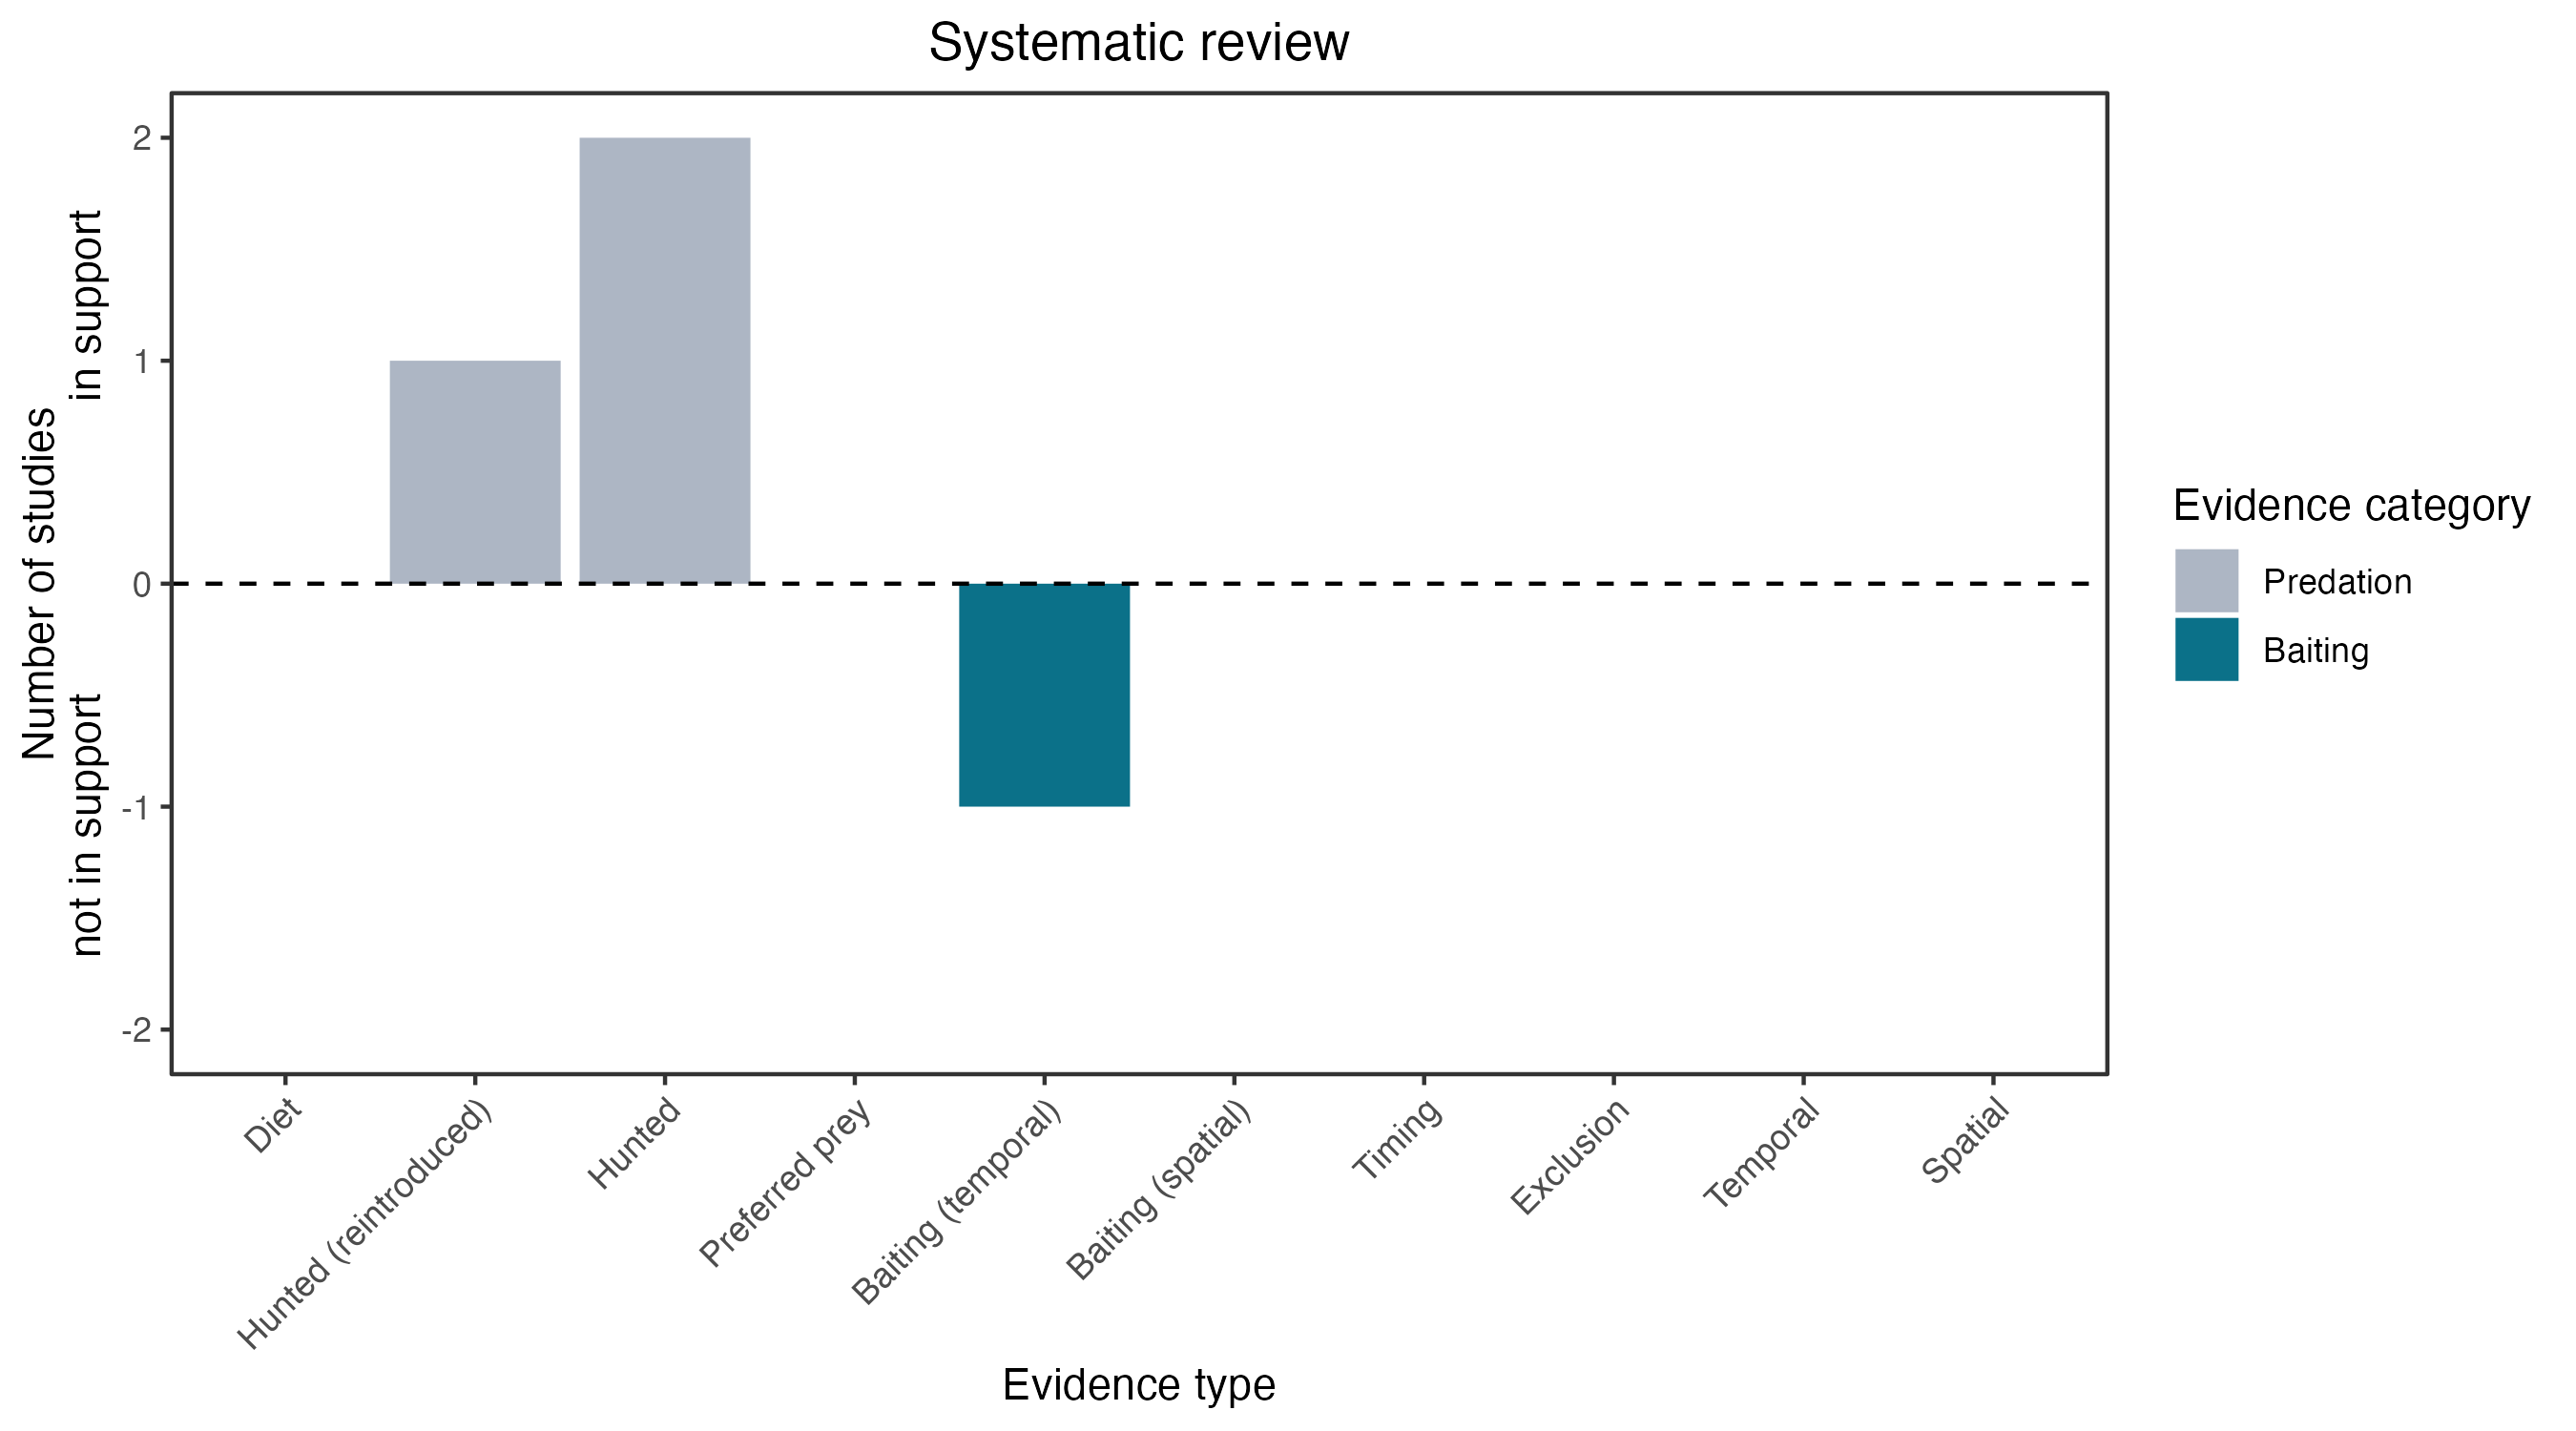 Systematic review
Number of studies
in support
not in support
2
1
0
-1
-2
Diet
Hunted (reintroduced)
Hunted
Preferred prey
Baiting (temporal)
Baiting (spatial)
Timing
Exclusion
Temporal
Spatial
Evidence type
Evidence category
Predation
Baiting